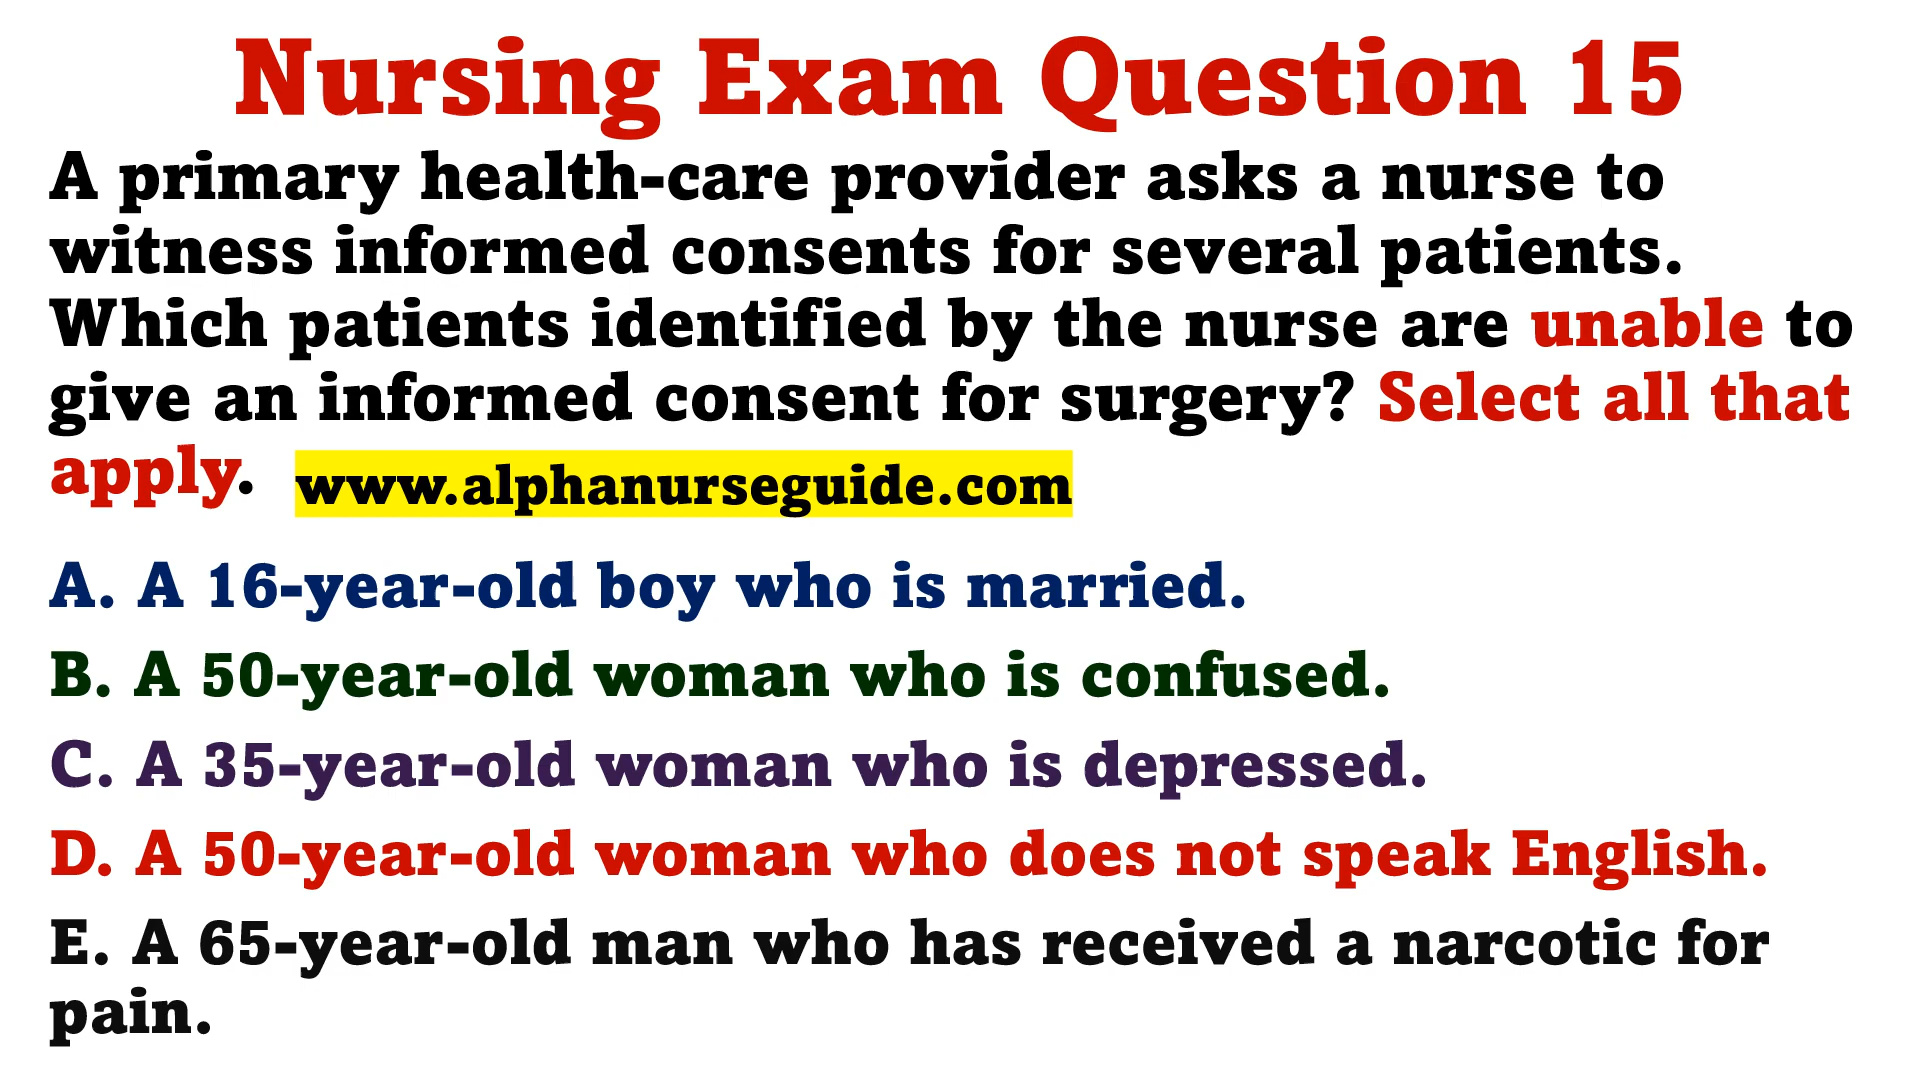 Nursing Exam Question 15
A primary health-care provider asks a nurse to
witness informed consents for several patients.
Which patients identified by the nurse are unable to
give an informed consent for surgery? Select all that
apply. www.alphanurseguide.com
A. A 16-year-old boy who is married.
B. A 50-year-old woman who is confused.
C. A 35-year-old woman who is depressed.
D. A 50-year-old woman who does not speak English.
E. A 65-year-old man who has received a narcotic for
pain.